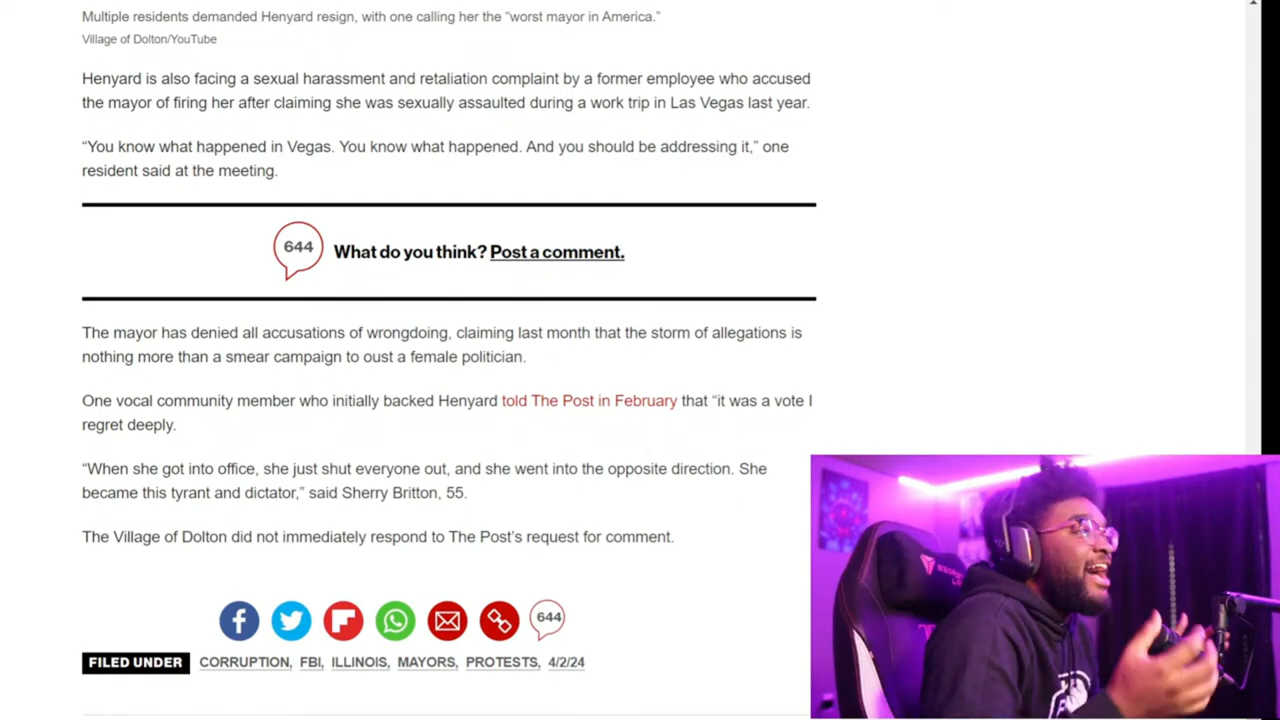 Multiple residents demanded Henyard resign, with one calling her the “worst mayor in America.”
Village of Dolton/YouTube
Henyard is also facing a sexual harassment and retaliation complaint by a former employee who accused
the mayor of firing her after claiming she was sexually assaulted during a work trip in Las Vegas last year.
“You know what happened in Vegas. You know what happened. And you should be addressing it,” one
resident said at the meeting.
644 What do you think? Post a comment.
The mayor has denied all accusations of wrongdoing, claiming last month that the storm of allegations is
nothing more than a smear campaign to oust a female politician.
One vocal community member who initially backed Henyard told The Post in February that “it was a vote I
regret deeply.
“When she got into office, she just shut everyone out, and she went into the opposite direction. She
became this tyrant and dictator,” said Sherry Britton, 55.
The Village of Dolton did not immediately respond to The Post’s request for comment.
644
FILED UNDER CORRUPTION, FBI, ILLINOIS, MAYORS, PROTESTS, 4/2/24